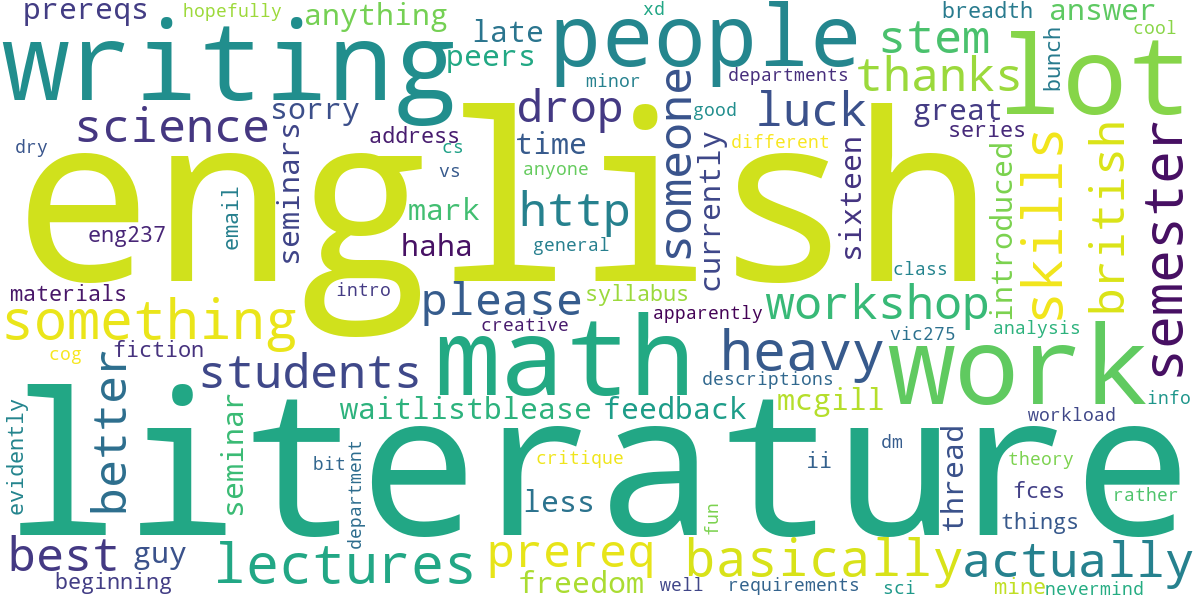 prereqs hopefully anything late xd breadth answer
writing peers people minor departments stem thanks lot bunch cool
science sorry address drop time luck great series
dry seminars cs vs anyone someone good different currently sixteen introduced skills british semester
english
eng237 email mark haha http general class
materials intro please syllabus apparently workshop vic275 analysis
something cog fiction creative math heavy work info
better students waitlistblease feedback descriptions mcgill workload
literature
evidently seminar bit department critique less ii dm thread theory fces things rather fun
best guy lectures prereq basically actually
beginning freedom well requirements sci mine nevermind